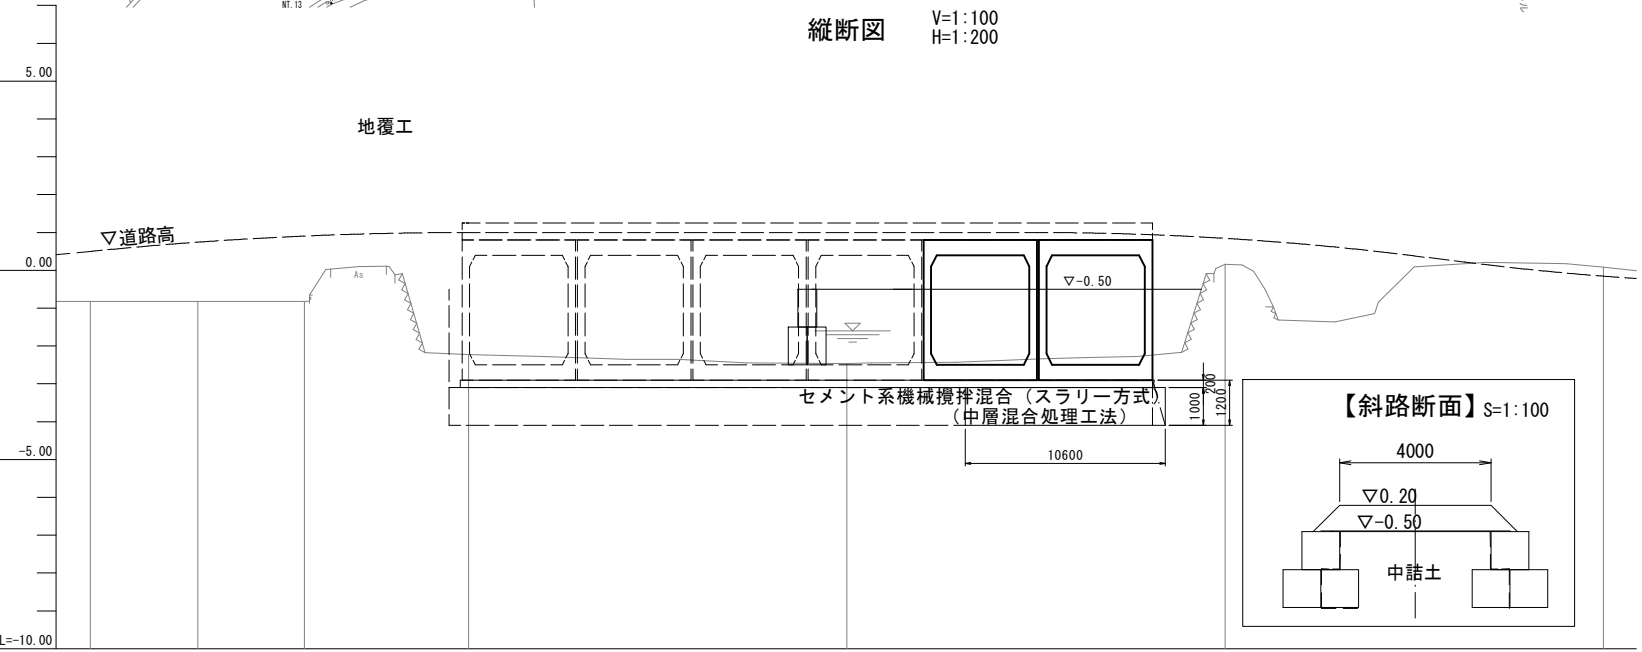 NT.13
縦断図
V=1:100
H=1:200
5.00
地覆工
▽道路高
0.00
As
▽-0.50
200
セメント系機械攪拌混合（スラリー方式）
（中層混合処理工法）
1000
1200
-5.00
10600
【斜路断面】S=1:100
4000
▽0.20
▽-0.50
中詰土
L=-10.00